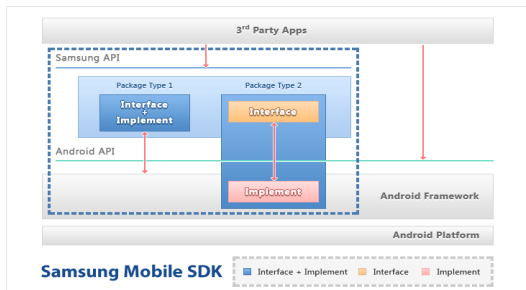 3rd Party Apps
Samsung API
Package Type 1
Package Type 2
Interface
+
Implement
Interface
Android API
Implement
Android Framework
Android Platform
Samsung Mobile SDK
Interface + Implement
Interface
Implement